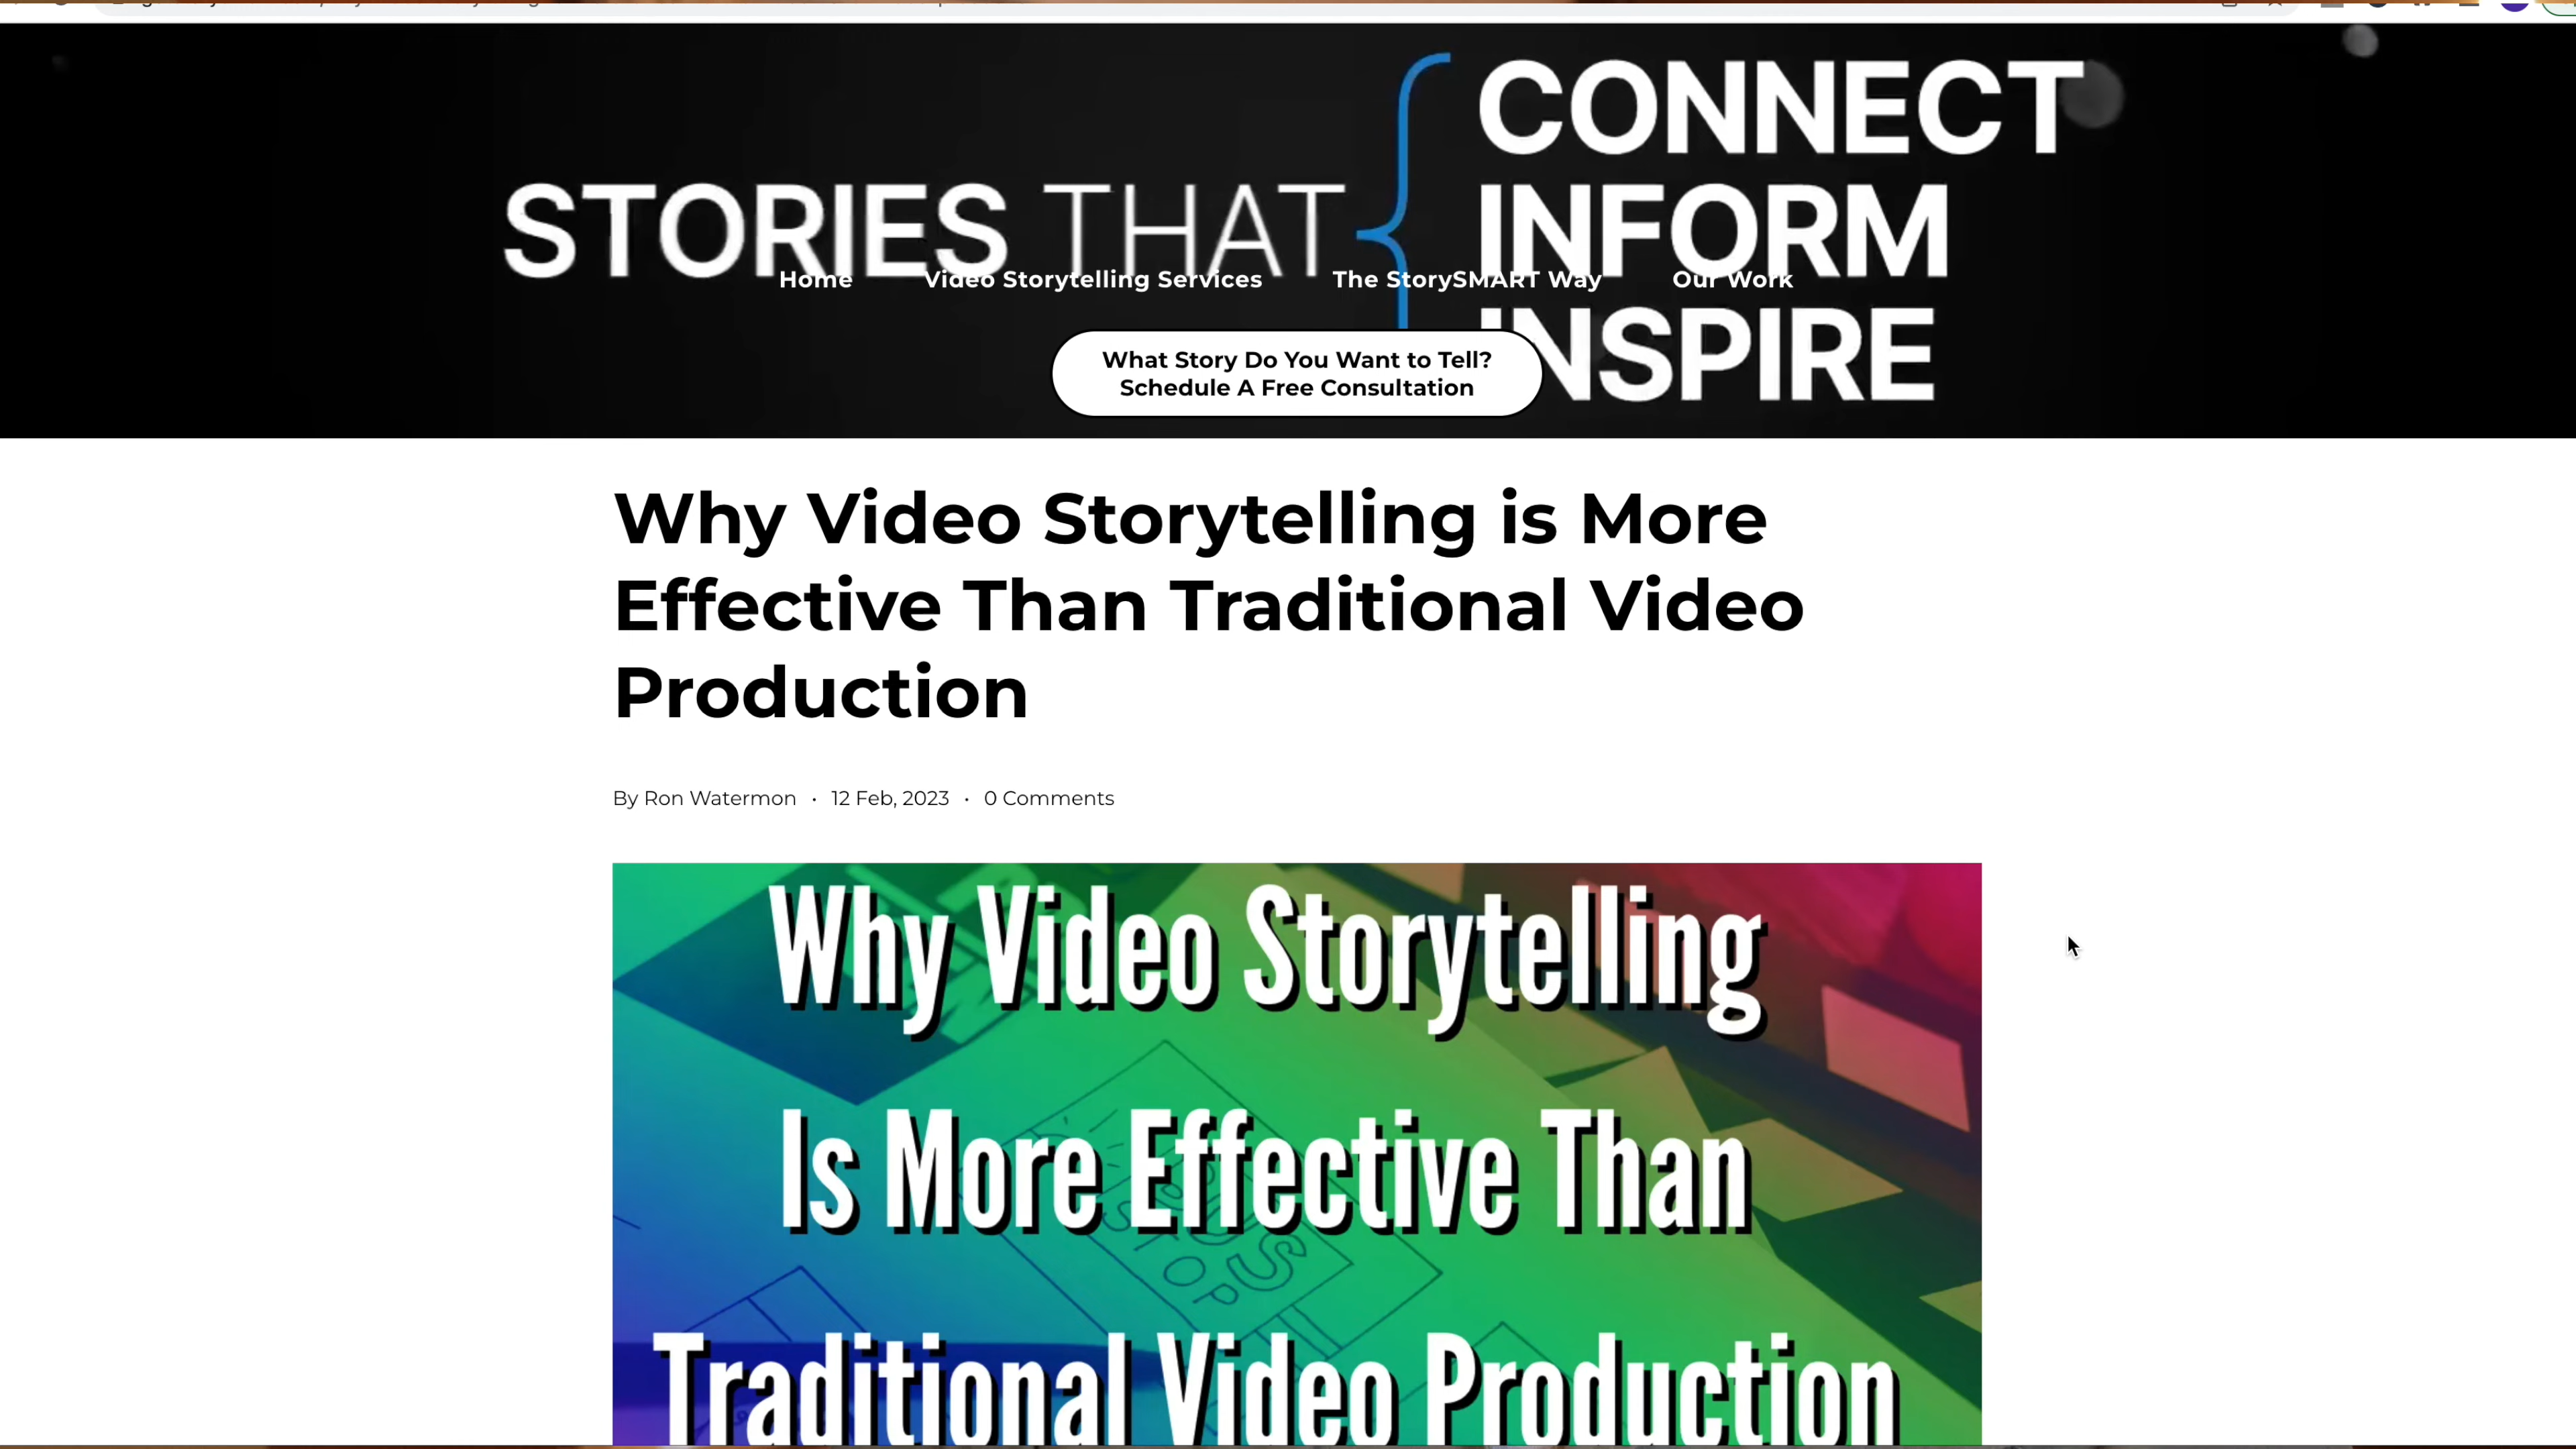 CONNECT
STORIES THAT
INFORM
INSPIRE
Home
Video Storytelling Services
The StorySMART Way
Our Work
What Story Do You Want to Tell?
Schedule A Free Consultation
Why Video Storytelling is More
Effective Than Traditional Video
Production
By Ron Watermon • 12 Feb, 2023 • 0 Comments
Why Video Storytelling
Is More Effective Than
STOP
Traditional Video Production